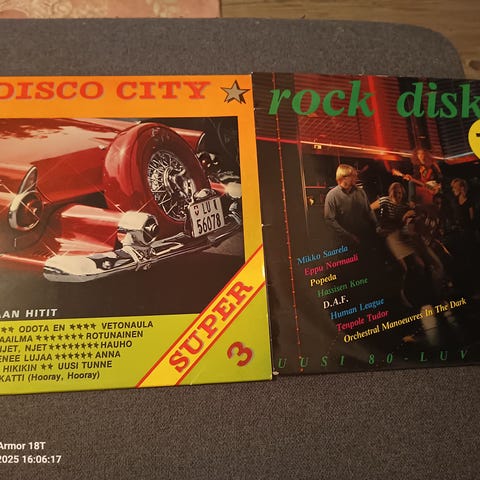 DISCO CITY
LU 4
56078
AAN HITIT
★★★ ODOTA EN ★★★★ VETONAULA
AAILMA ★★★★★★★ ROTUNAINEN
NJET, NJET ★★★★★★★ HAUHO
ENEE LUJAA ★★★★★ ANNA
HIKIKIN ★★ UUSI TUNNE
KATTI (Hooray, Hooray)
SUPER
3
rock disk
Mikko Saarela
Eppu Normaali
Popeda
Hassisen Kone
D.A.F.
Human League
Tenpole Tudor
Orchestral Manoeuvres In The Dark
UUSI 80-LUV
Armor 18T
2025 16:06:17